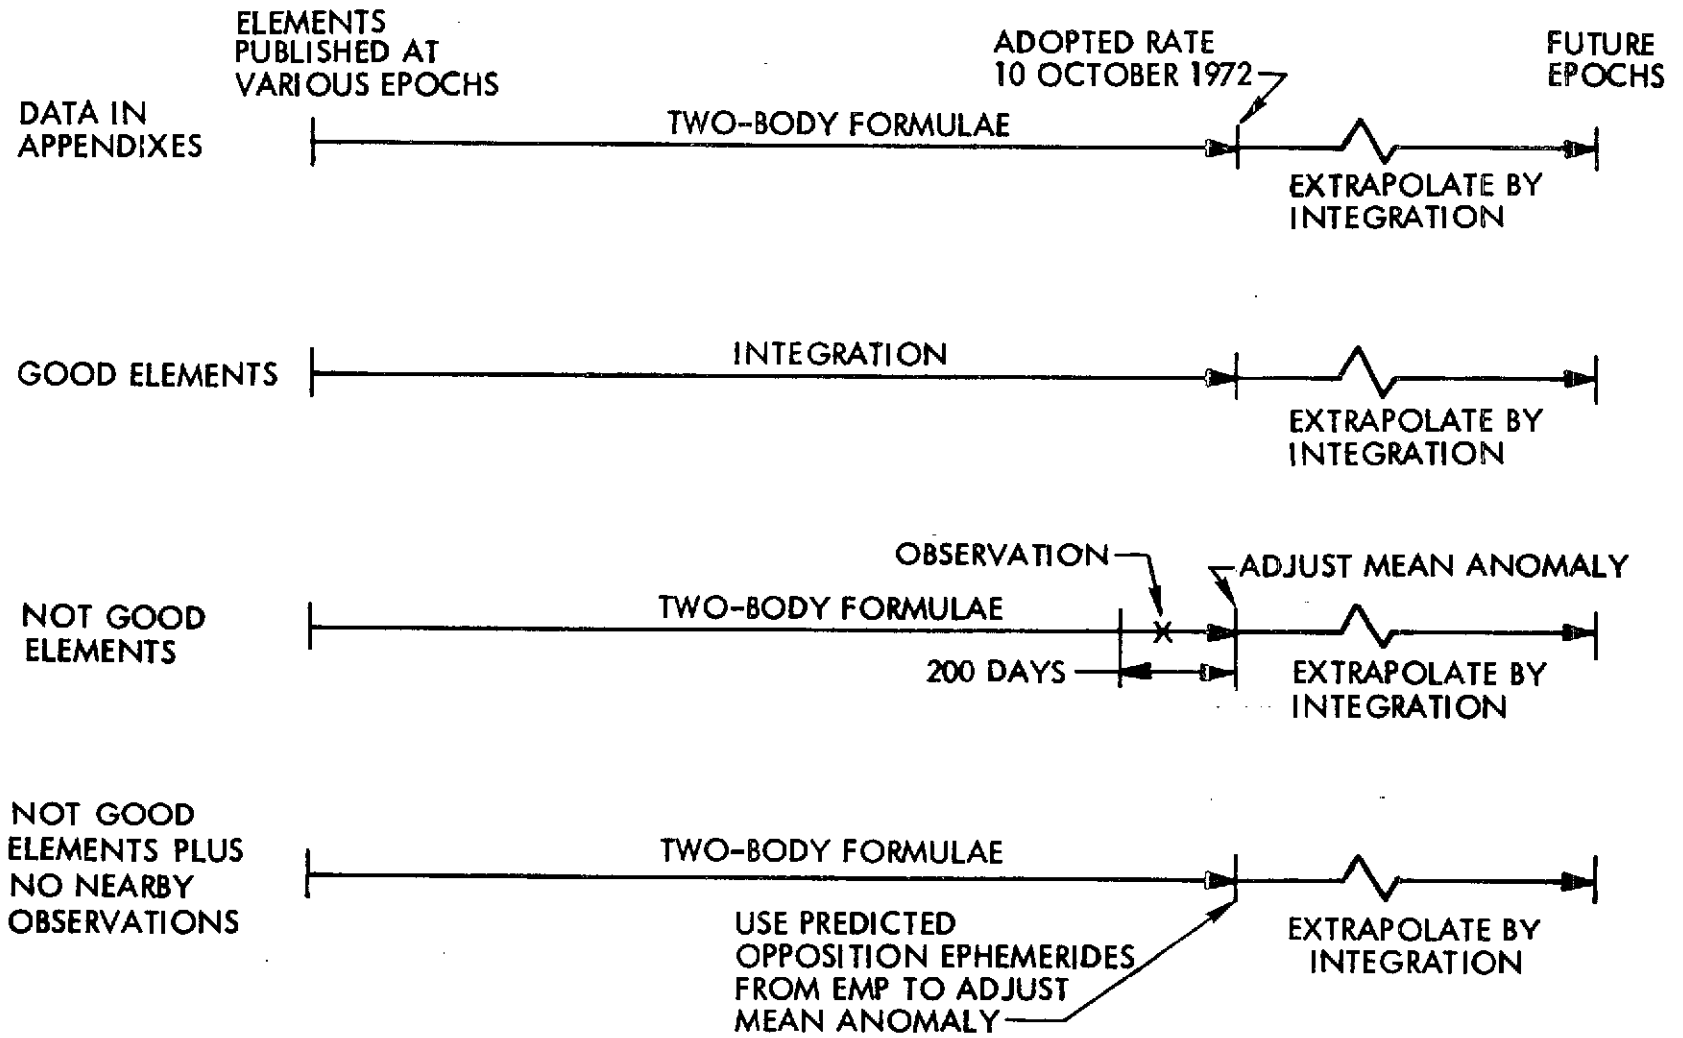 ELEMENTS
PUBLISHED AT
VARIOUS EPOCHS
ADOPTED RATE
10 OCTOBER 1972
FUTURE
EPOCHS
DATA IN
APPENDIXES
TWO-BODY FORMULAE
EXTRAPOLATE BY
INTEGRATION
GOOD ELEMENTS
INTEGRATION
EXTRAPOLATE BY
INTEGRATION
OBSERVATION
ADJUST MEAN ANOMALY
NOT GOOD
ELEMENTS
TWO-BODY FORMULAE
200 DAYS
EXTRAPOLATE BY
INTEGRATION
NOT GOOD
ELEMENTS PLUS
NO NEARBY
OBSERVATIONS
TWO-BODY FORMULAE
USE PREDICTED
OPPOSITION EPHEMERIDES
FROM EMP TO ADJUST
MEAN ANOMALY
EXTRAPOLATE BY
INTEGRATION